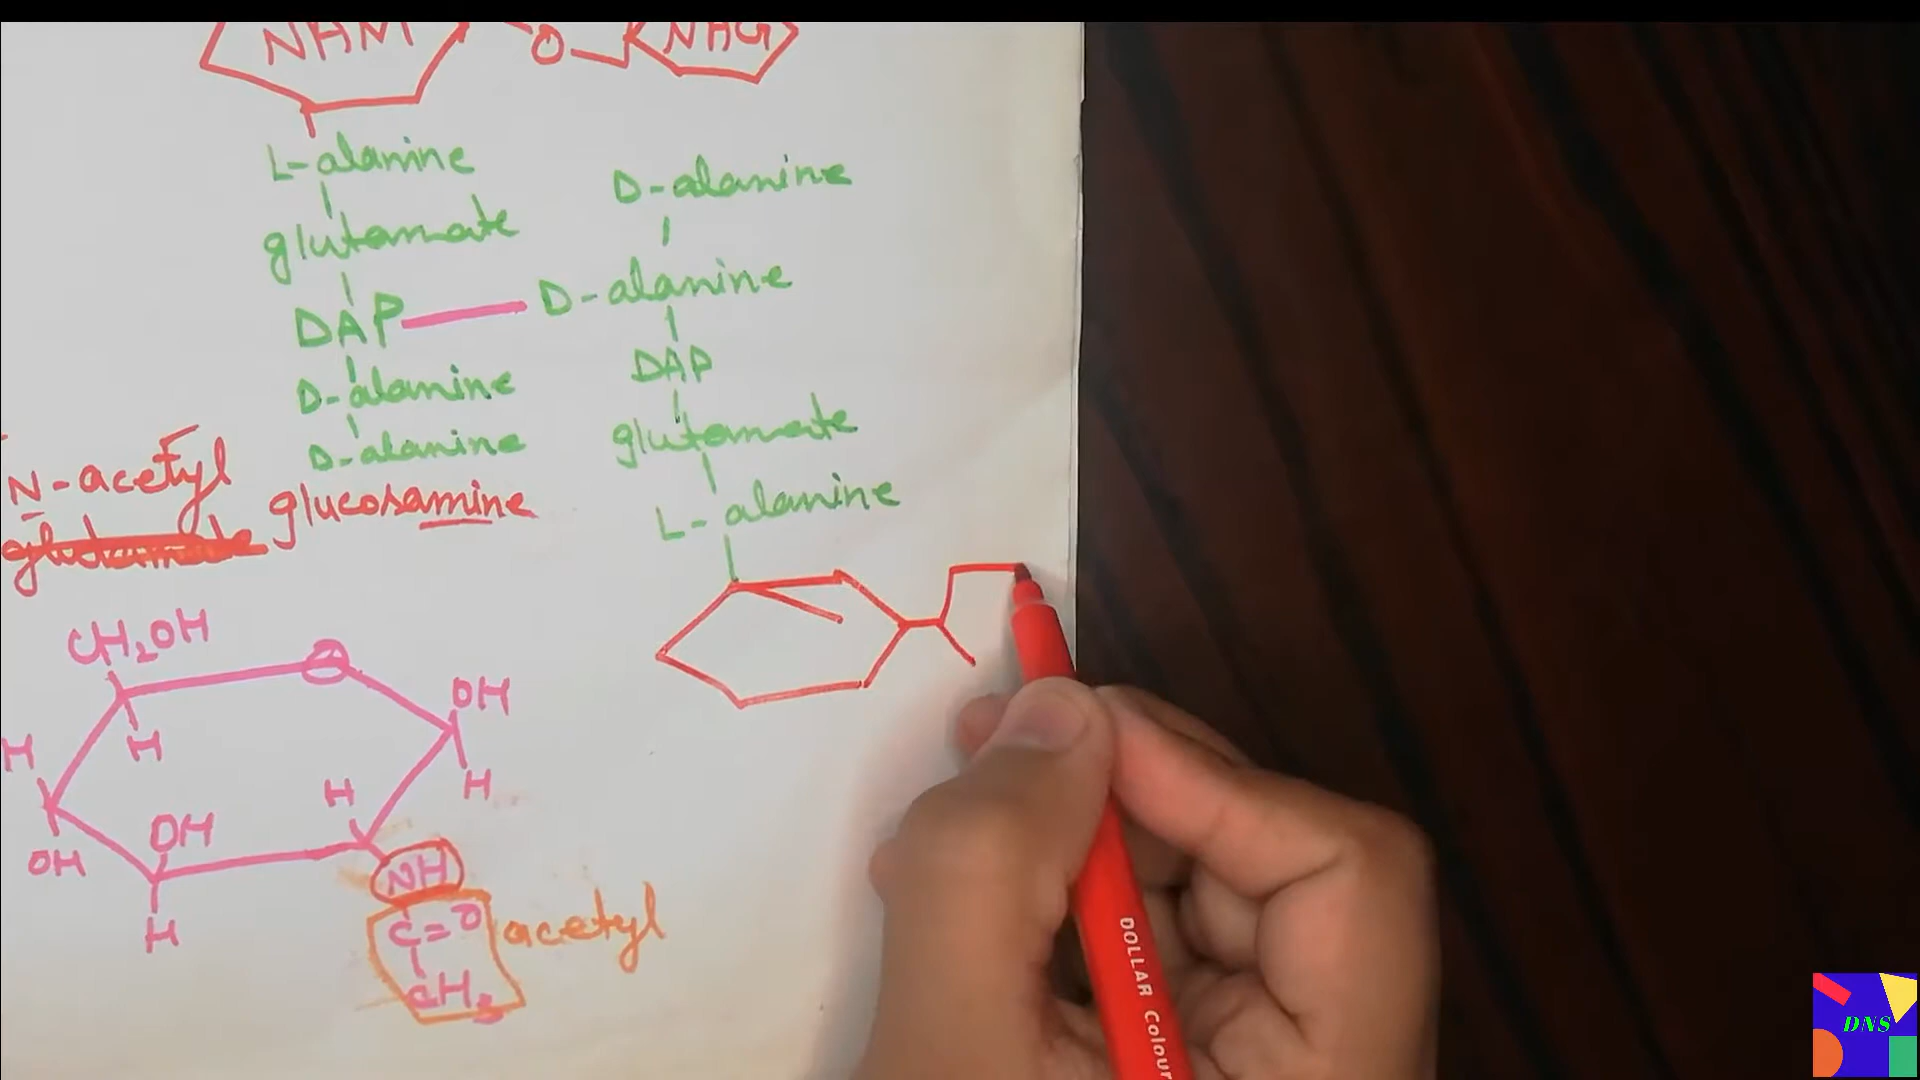 NAM O NAG
L-alanine
glutamate
DAP
D-alanine
D-alanine
D-alanine
D-alanine
DAP
glutamate
L-alanine
N-acetyl
glutamate
glucosamine
CH2OH
O
OH
H
H
OH
H
OH
H
H
NH
C=O
CH3
acetyl
DOLLAR Colour
DNS